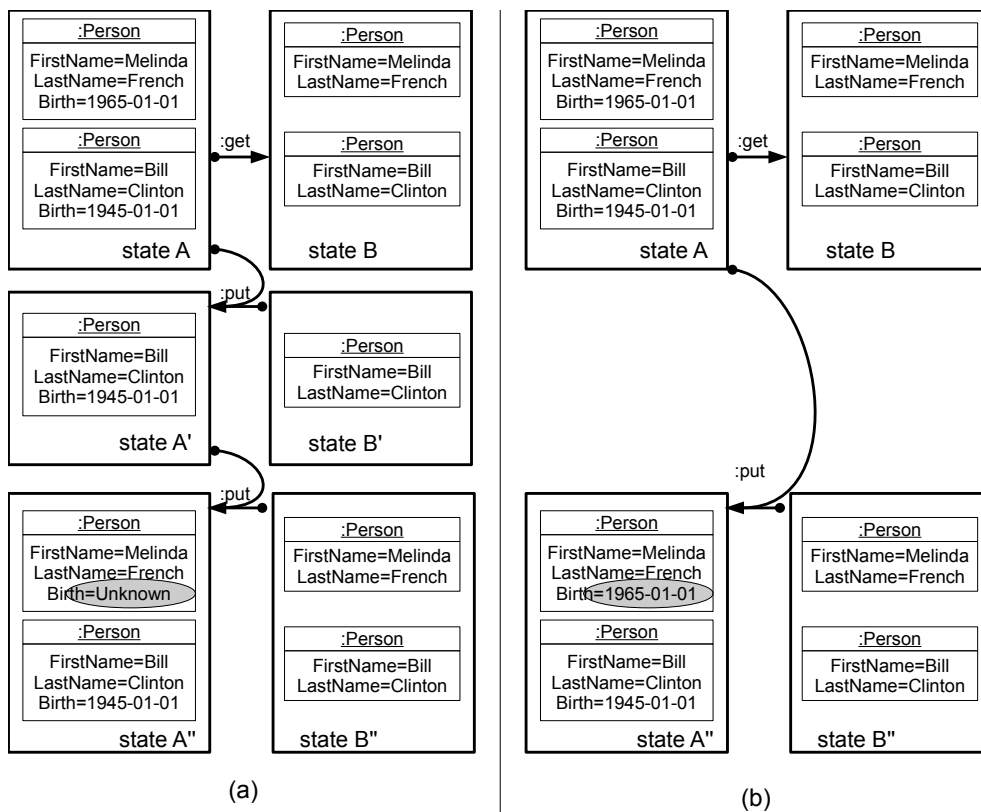 :Person
FirstName=Melinda
LastName=French
Birth=1965-01-01
:Person
FirstName=Bill
LastName=Clinton
Birth=1945-01-01
state A
:get
:Person
FirstName=Melinda
LastName=French
:Person
FirstName=Bill
LastName=Clinton
state B
:put
:Person
FirstName=Bill
LastName=Clinton
Birth=1945-01-01
state A'
:Person
FirstName=Bill
LastName=Clinton
state B'
:put
:Person
FirstName=Melinda
LastName=French
Birth=Unknown
:Person
FirstName=Bill
LastName=Clinton
Birth=1945-01-01
state A"
:Person
FirstName=Melinda
LastName=French
:Person
FirstName=Bill
LastName=Clinton
state B"
(a)
:Person
FirstName=Melinda
LastName=French
Birth=1965-01-01
:Person
FirstName=Bill
LastName=Clinton
Birth=1945-01-01
state A
:get
:Person
FirstName=Melinda
LastName=French
:Person
FirstName=Bill
LastName=Clinton
state B
:put
:Person
FirstName=Melinda
LastName=French
Birth=1965-01-01
:Person
FirstName=Bill
LastName=Clinton
Birth=1945-01-01
state A"
:Person
FirstName=Melinda
LastName=French
:Person
FirstName=Bill
LastName=Clinton
state B"
(b)